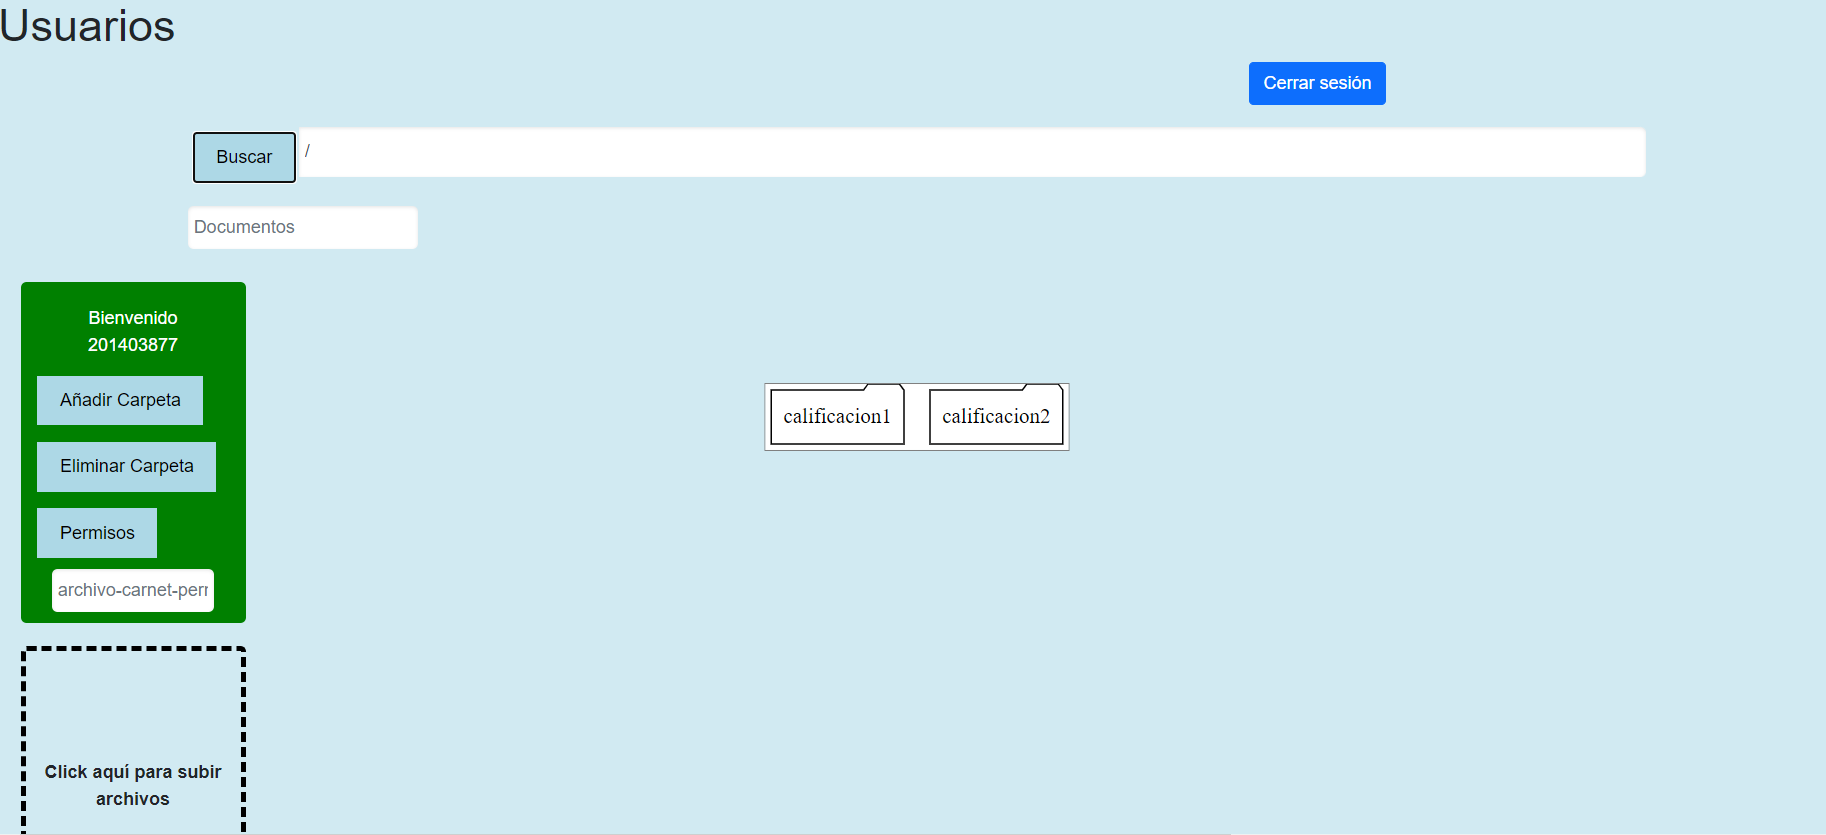 Usuarios
Cerrar sesión
Buscar
/
Documentos
Bienvenido
201403877
Añadir Carpeta
Eliminar Carpeta
Permisos
archivo-carnet-perr
calificacion1
calificacion2
Click aquí para subir
archivos